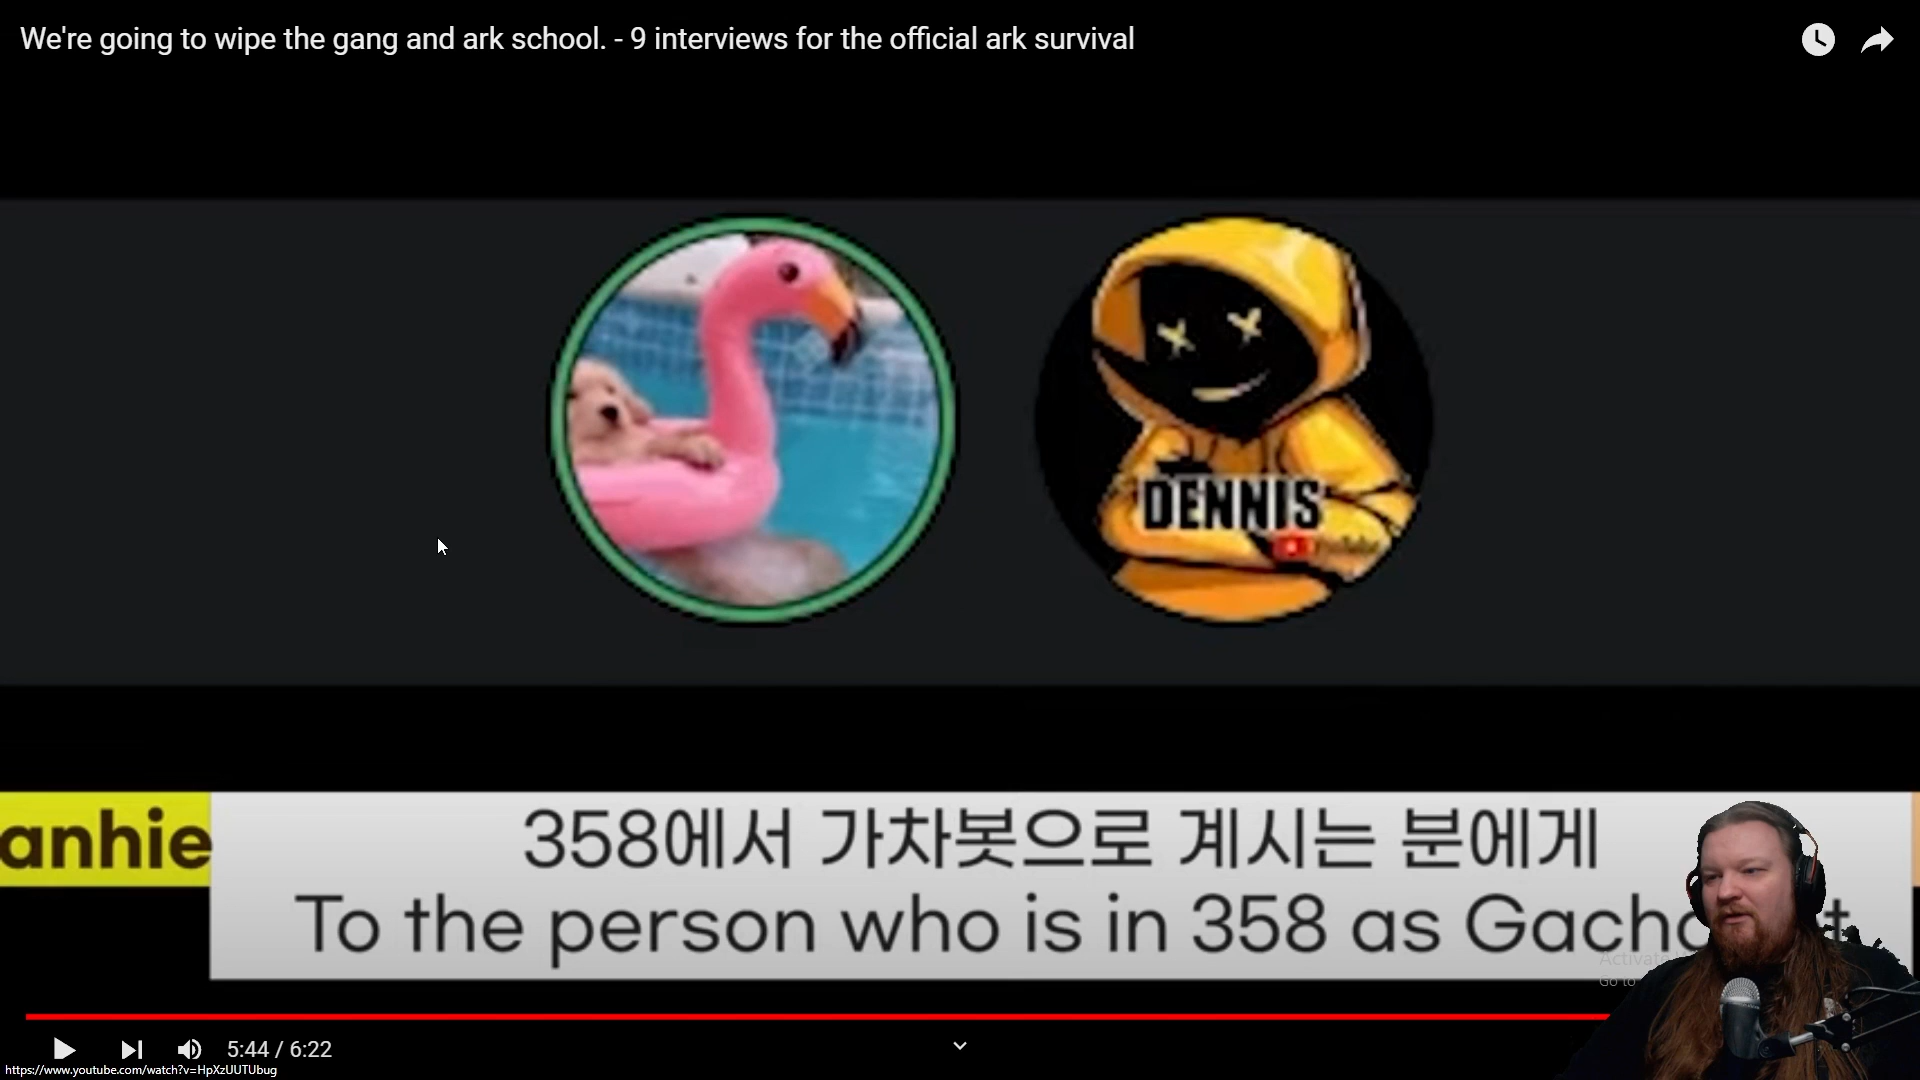 We're going to wipe the gang and ark school. - 9 interviews for the official ark survival
DENNIS
anhie
358에서 가차봇으로 계시는 분에게
To the person who is in 358 as
5:44 / 6:22
https://www.youtube.com/watch?v=HpXzUUTUbug